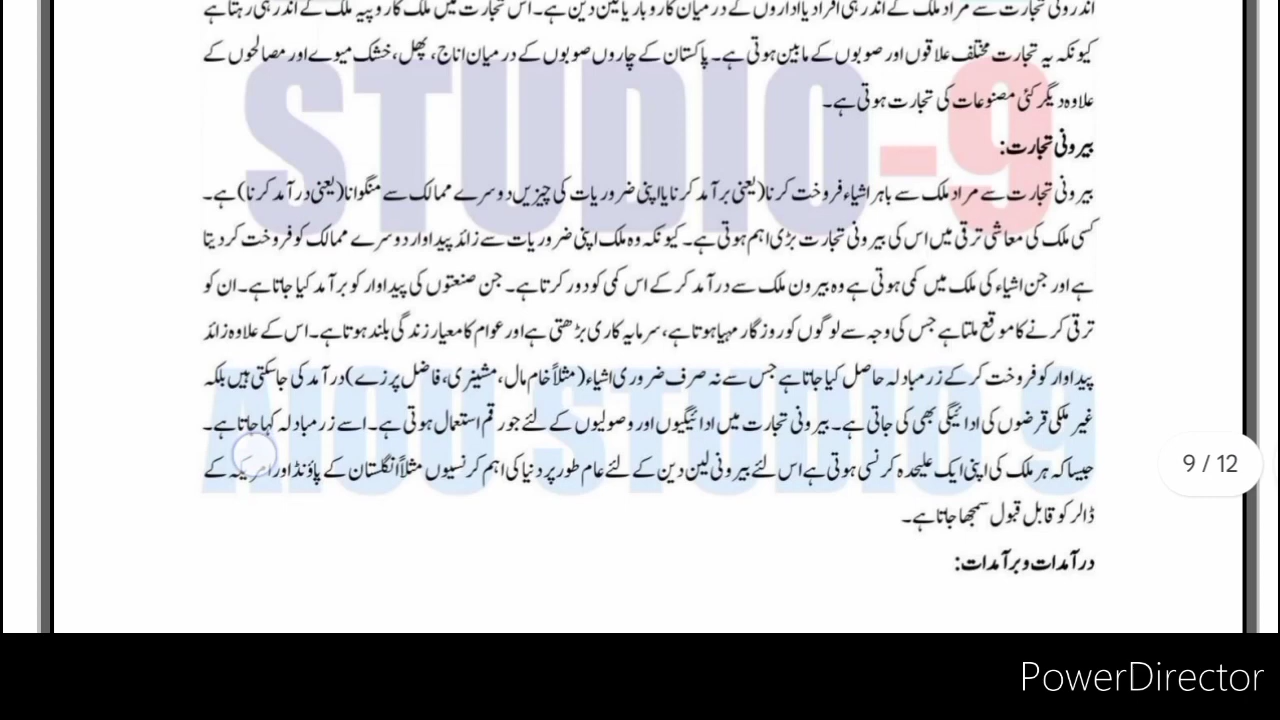 اندرونی تجارت سے مراد ملک کے اندر ہی افراد یا اداروں کے درمیان کاروبار یا لین دین ہے۔ اس تجارت میں ملک کا روپیہ ملک کے اندر ہی رہتا ہے
کیونکہ یہ تجارت مختلف علاقوں اور صوبوں کے مابین ہوتی ہے۔ پاکستان کے چاروں صوبوں کے درمیان اناج، پھل، خشک میوے اور مصالحوں کے
علاوہ دیگر کئی مصنوعات کی تجارت ہوتی ہے۔
STUDIO-9
بیرونی تجارت:
بیرونی تجارت سے مراد ملک سے باہر اشیاء فروخت کرنا (یعنی برآمد کرنا یا اپنی ضروریات کی چیزیں دوسرے ممالک سے منگوانا (یعنی درآمد کرنا) ہے۔
کسی ملک کی معاشی ترقی میں اس کی بیرونی تجارت بڑی اہم ہوتی ہے۔ کیونکہ وہ ملک اپنی ضروریات سے زائد پیداوار دوسرے ممالک کو فروخت کر دیتا
ہے اور جن اشیاء کی ملک میں کمی ہوتی ہے وہ بیرون ملک سے درآمد کر کے اس کمی کو دور کرتا ہے۔ جن صنعتوں کی پیداوار کو برآمد کیا جاتا ہے۔ ان کو
ترقی کرنے کا موقع ملتا ہے جس کی وجہ سے لوگوں کو روزگار مہیا ہوتا ہے، سرمایہ کاری بڑھتی ہے اور عوام کا معیار زندگی بلند ہوتا ہے۔ اس کے علاوہ زائد
پیداوار کو فروخت کر کے زر مبادلہ حاصل کیا جاتا ہے جس سے نہ صرف ضروری اشیاء (مثلاً خام مال، مشینری، فاضل پرزے) درآمد کی جا سکتی ہیں بلکہ
غیر ملکی قرضوں کی ادائیگی بھی کی جاتی ہے۔ بیرونی تجارت میں ادائیگیوں اور وصولیوں کے لئے جو رقم استعمال ہوتی ہے۔ اسے زر مبادلہ کہا جاتا ہے۔
AIOU STUDIO 9
جیسا کہ ہر ملک کی اپنی ایک علیحدہ کرنسی ہوتی ہے اس لئے بیرونی لین دین کے لئے عام طور پر دنیا کی اہم کرنسیوں مثلاً انگلستان کے پاؤنڈ اور امریکہ کے
ڈالر کو قابل قبول سمجھا جاتا ہے۔
درآمدات و برآمدات:
9 / 12
PowerDirector